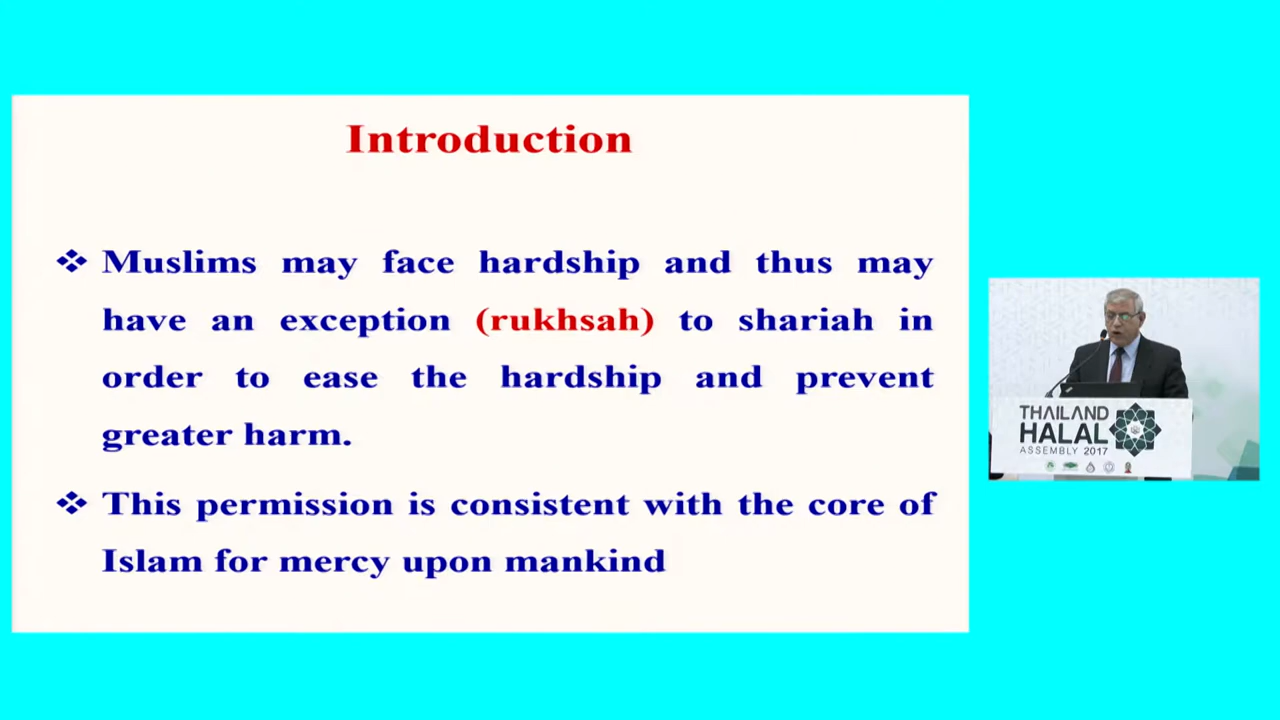 Introduction
❖ Muslims may face hardship and thus may
have an exception (rukhsah) to shariah in
order to ease the hardship and prevent
greater harm.
❖ This permission is consistent with the core of
Islam for mercy upon mankind
THAILAND
HALAL
ASSEMBLY 2017